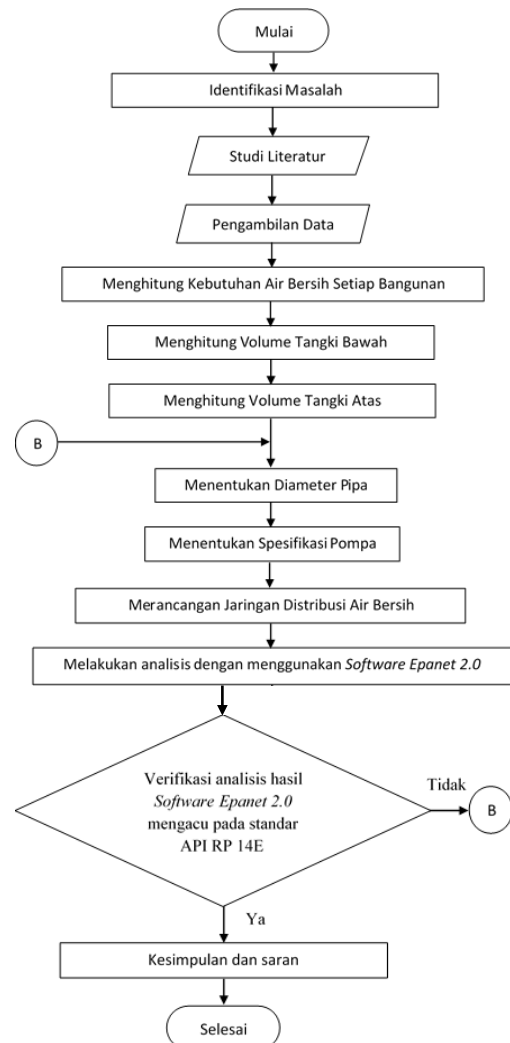 Mulai
Identifikasi Masalah
Studi Literatur
Pengambilan Data
Menghitung Kebutuhan Air Bersih Setiap Bangunan
Menghitung Volume Tangki Bawah
Menghitung Volume Tangki Atas
B
Menentukan Diameter Pipa
Menentukan Spesifikasi Pompa
Merancangan Jaringan Distribusi Air Bersih
Melakukan analisis dengan menggunakan Software Epanet 2.0
Verifikasi analisis hasil
Software Epanet 2.0
mengacu pada standar
API RP 14E
Tidak
B
Ya
Kesimpulan dan saran
Selesai